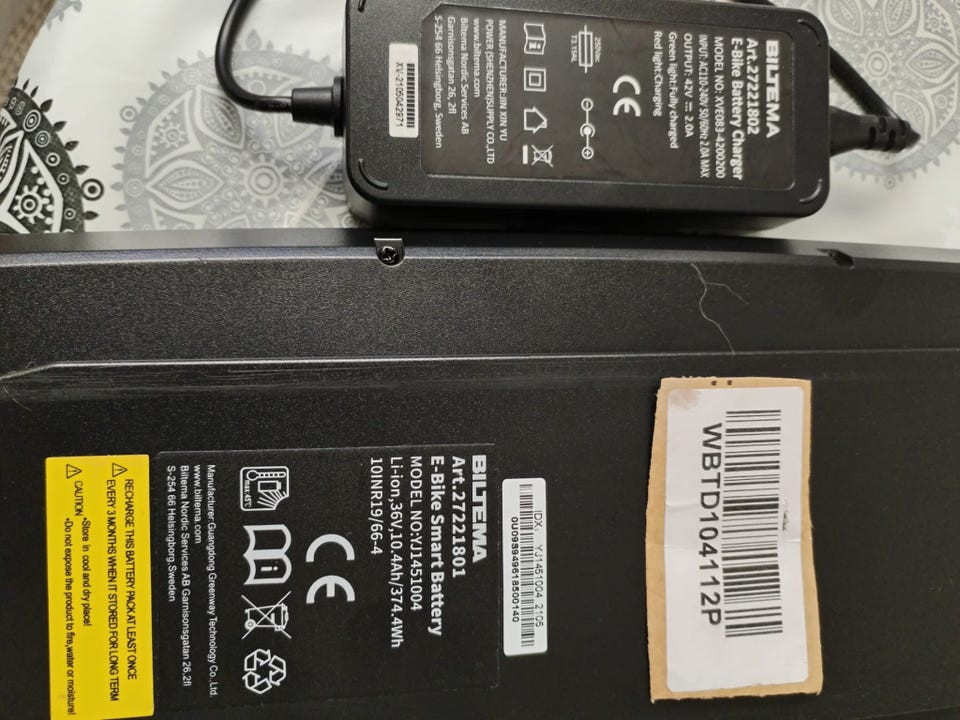 BILTEMA
Art.27221802
E-Bike Battery Charger
MODEL NO: XVE083-4200200
INPUT: AC110-240V 50/60Hz 2.0A MAX
OUTPUT: 42V ⎓ 2.0A
Green light:Fully charged
Red light:Charging
CE
250Vac
T3.15AL
MANUFACTURER:JIN XIN YU
POWER (SHENZHEN)SUPPLY CO.,LTD
www.biltema.com
Biltema Nordic Services AB
Garnisonsgatan 26, 2fl
S-254 66 Helsingborg, Sweden
XV-2105042971
WBTD104112P
IDX: YJ1451004 2105
0U098949618500140
BILTEMA
Art.27221801
E-Bike Smart Battery
MODEL NO:YJ1451004
Li-ion,36V,10.4Ah/374.4Wh
10INR19/66-4
CE
max 45℃
Manufacturer Guangdong Greenway Technology Co., Ltd.
www.biltema.com
Biltema Nordic Services AB Garnisonsgatan 26,2fl
S-254 66 Helsingborg,Sweden
RECHARGE THIS BATTERY PACK AT LEAST ONCE
EVERY 3 MONTHS WHEN IT STORED FOR LONG TERM
CAUTION •Store in cool and dry place!
•Do not expose the product to fire,water or moisture!